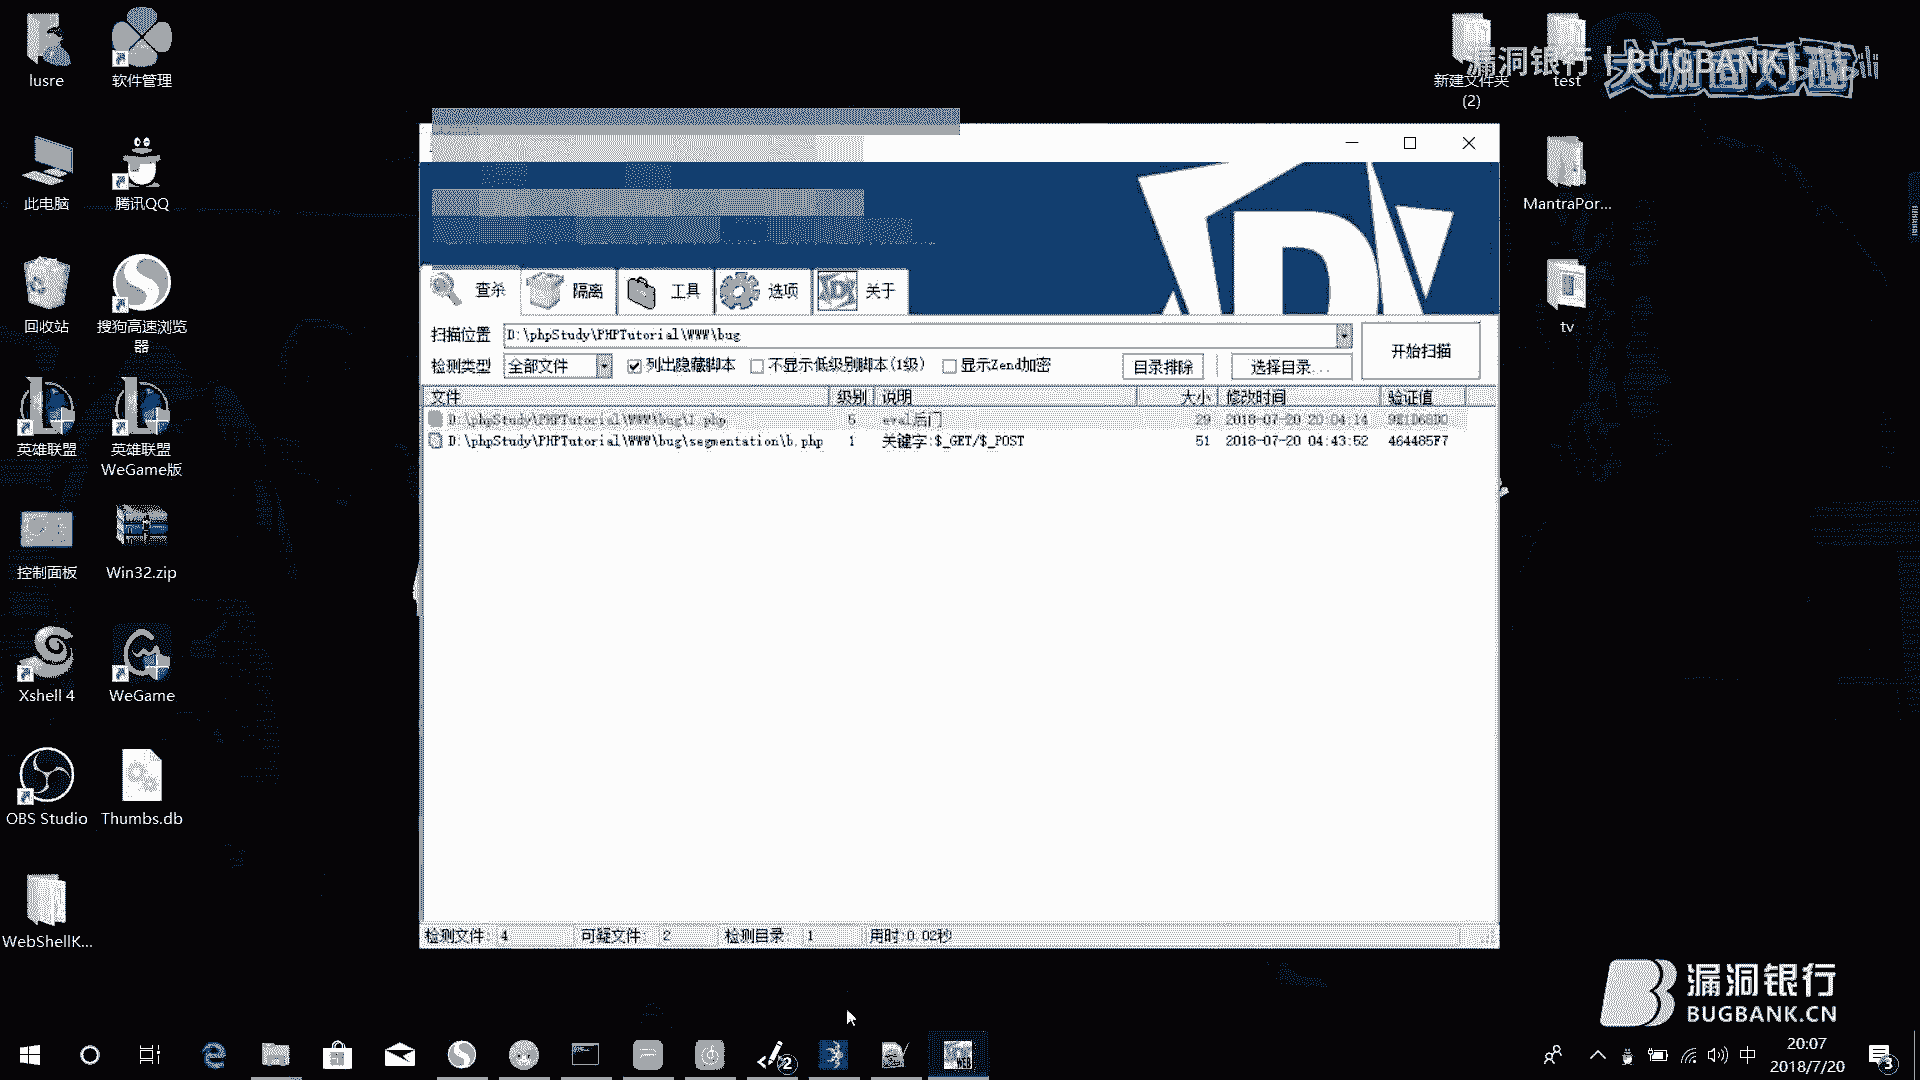 lusre
软件管理
新建文件夹
(2)
test
漏洞银行 | BUGBANK
大咖面对面
此电脑
腾讯QQ
MantraPor...
回收站
搜狗高速浏览
器
tv
英雄联盟
英雄联盟
WeGame版
控制面板
Win32.zip
Xshell 4
WeGame
OBS Studio
Thumbs.db
WebShellK...
查杀
隔离
工具
选项
关于
扫描位置
D:\phpStudy\PHPTutorial\WWW\bug
开始扫描
检测类型
全部文件
列出隐藏脚本
不显示低级别脚本(1级)
显示Zend加密
目录排除
选择目录...
文件 级别 说明 大小 修改时间 验证值
D:\phpStudy\PHPTutorial\WWW\bug\1.php 5 eval后门 29 2018-07-20 20:04:14
D:\phpStudy\PHPTutorial\WWW\bug\segmentation\b.php 1 关键字:$_GET/$_POST 51 2018-07-20 04:43:52 464485F7
检测文件: 4 可疑文件: 2 检测目录: 1 用时:0.02秒
漏洞银行
BUGBANK.CN
2
中
20:07
2018/7/20
3